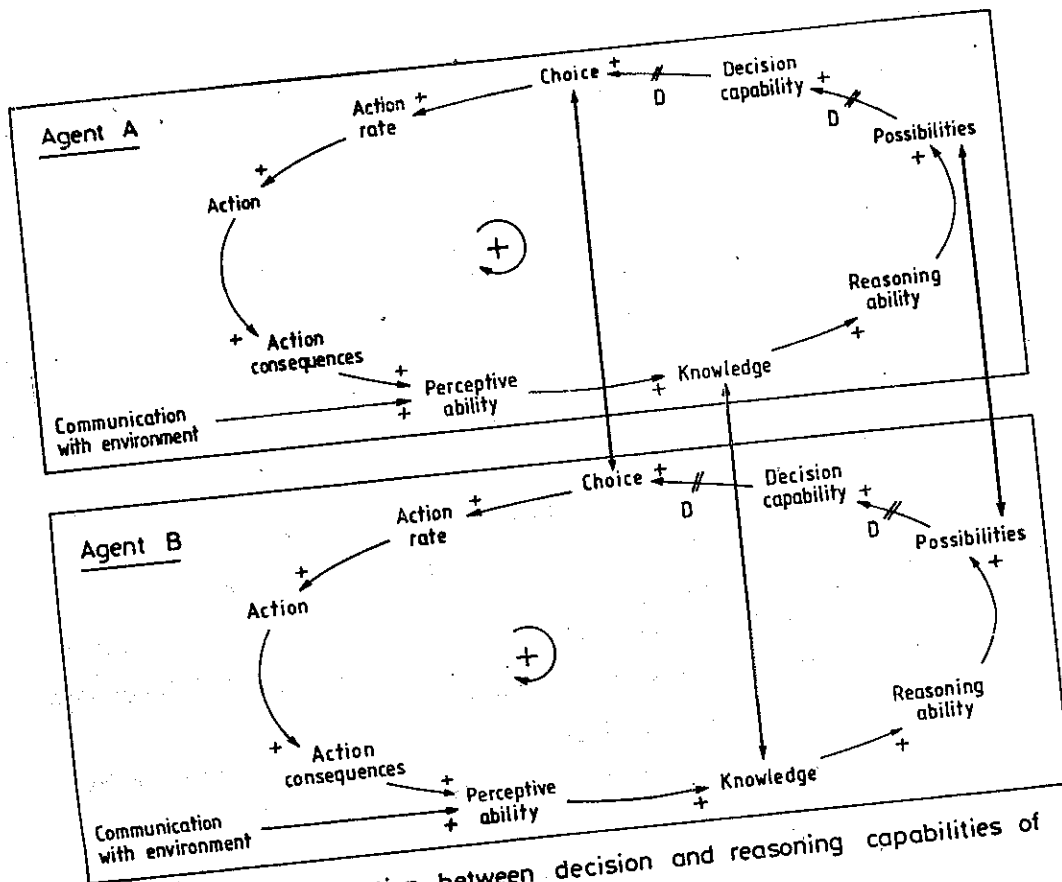 Agent A
Choice
+
D
Decision
capability
+
D
Possibilities
+
Action
rate
+
+
Action
+
Reasoning
ability
+
+
Action
consequences
+
Perceptive
ability
+
Knowledge
+
Communication
with environment
Agent B
Choice
+
D
Decision
capability
+
D
Possibilities
+
Action
rate
+
+
Action
+
Reasoning
ability
+
+
Action
consequences
+
Perceptive
ability
+
Knowledge
+
Communication
with environment
between decision and reasoning capabilities of